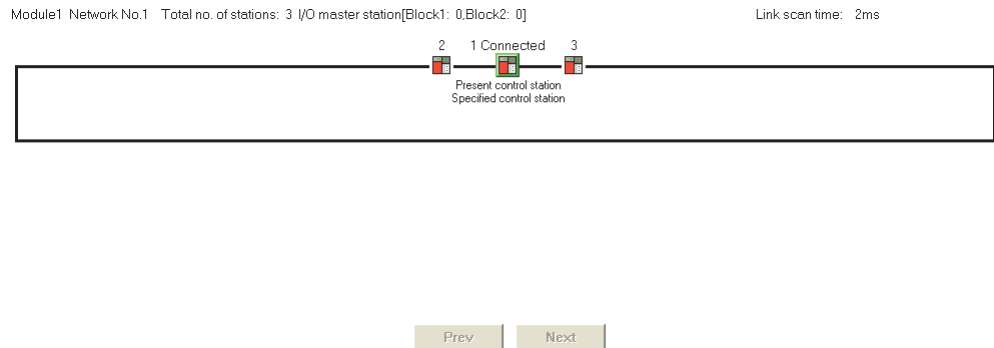 Module1 Network No.1 Total no. of stations: 3 I/O master station[Block1: 0,Block2: 0] Link scan time: 2ms
2 1 Connected 3
Present control station
Specified control station
Prev Next